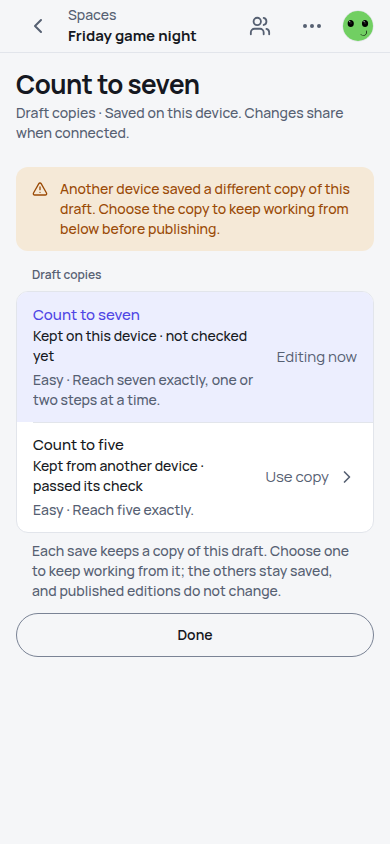 Spaces
Friday game night
Count to seven
Draft copies · Saved on this device. Changes share
when connected.
Another device saved a different copy of this
draft. Choose the copy to keep working from
below before publishing.
Draft copies
Count to seven
Kept on this device · not checked
yet
Editing now
Easy · Reach seven exactly, one or
two steps at a time.
Count to five
Kept from another device ·
passed its check
Use copy
Easy · Reach five exactly.
Each save keeps a copy of this draft. Choose one
to keep working from it; the others stay saved,
and published editions do not change.
Done